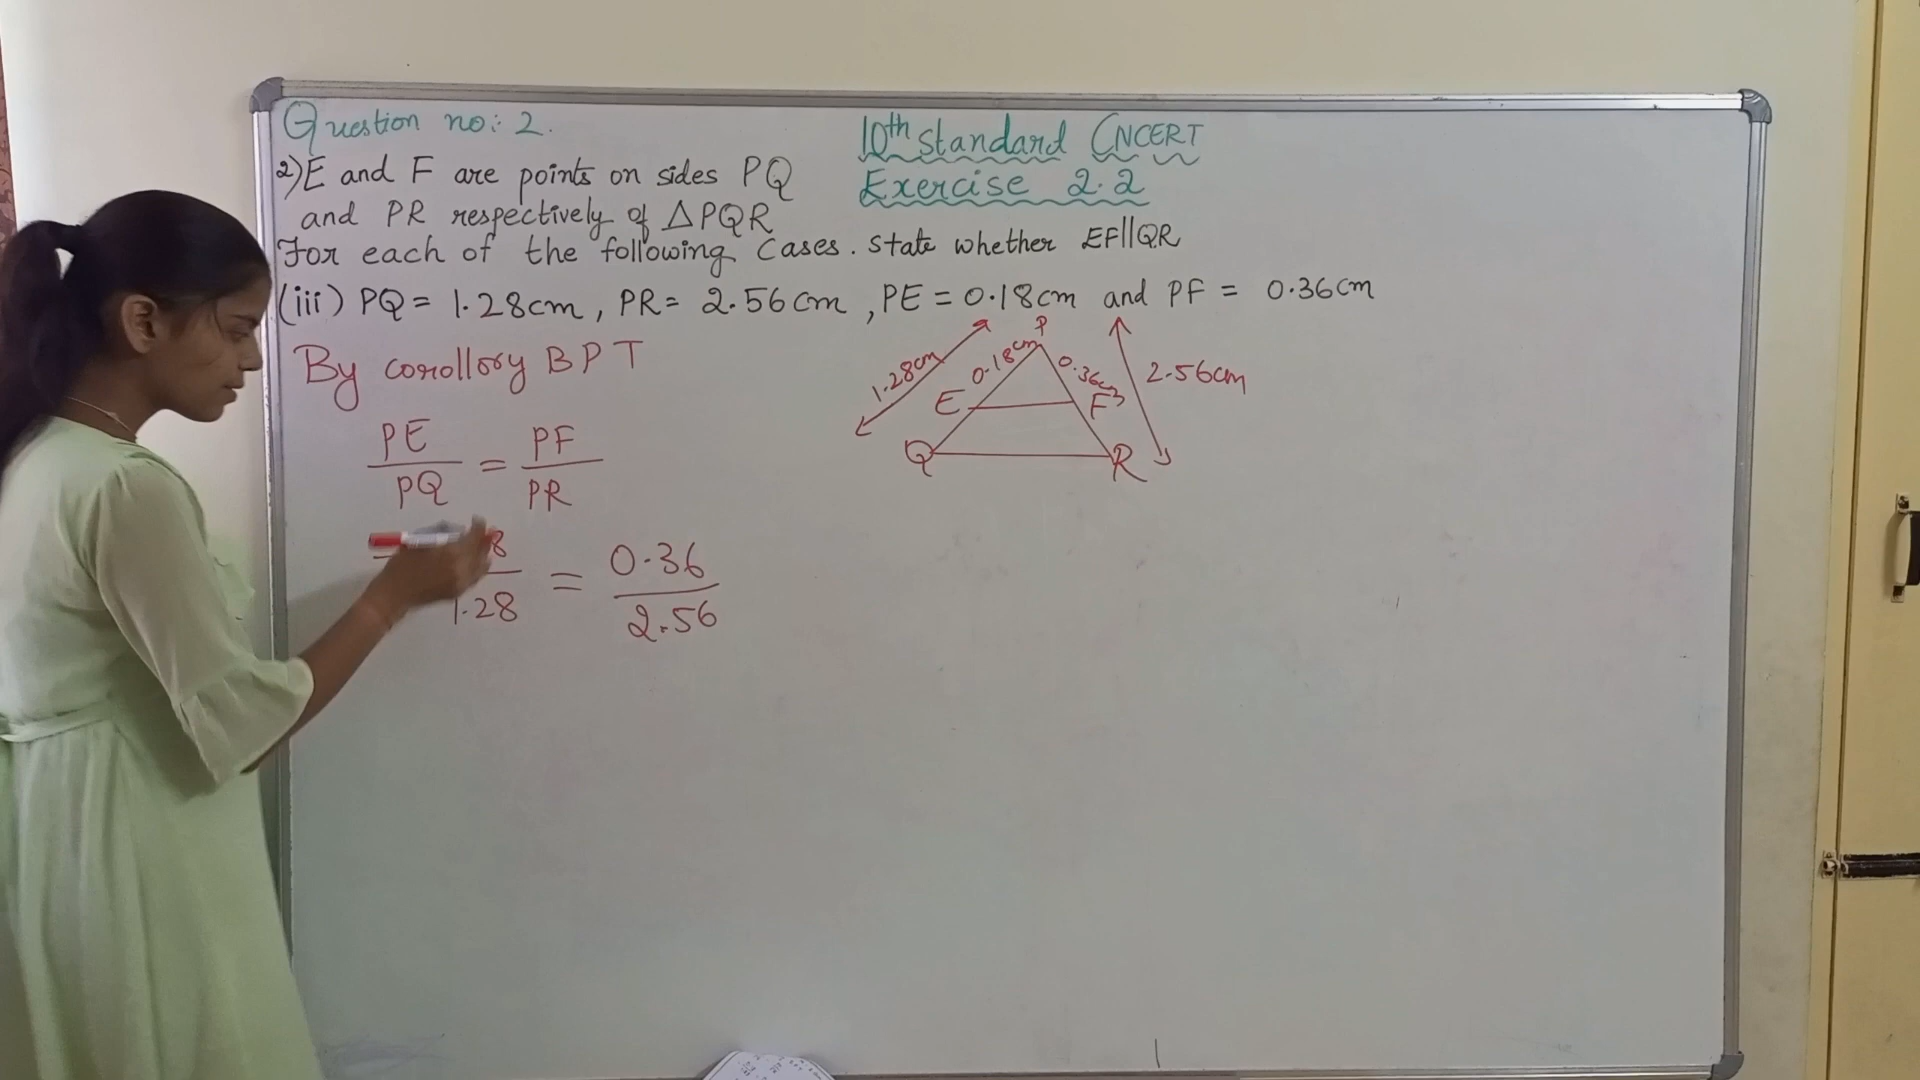 Question no: 2.
10th standard CNCERT
Exercise 2.2
2) E and F are points on sides PQ
and PR respectively of △PQR
For each of the following Cases. state whether EF||QR
(iii) PQ = 1.28cm, PR = 2.56cm, PE = 0.18cm and PF = 0.36cm
By corollory BPT
P
1.28cm 0.18cm 0.36cm 2.56cm
E F
Q R
PE/PQ = PF/PR
8/1.28 = 0.36/2.56